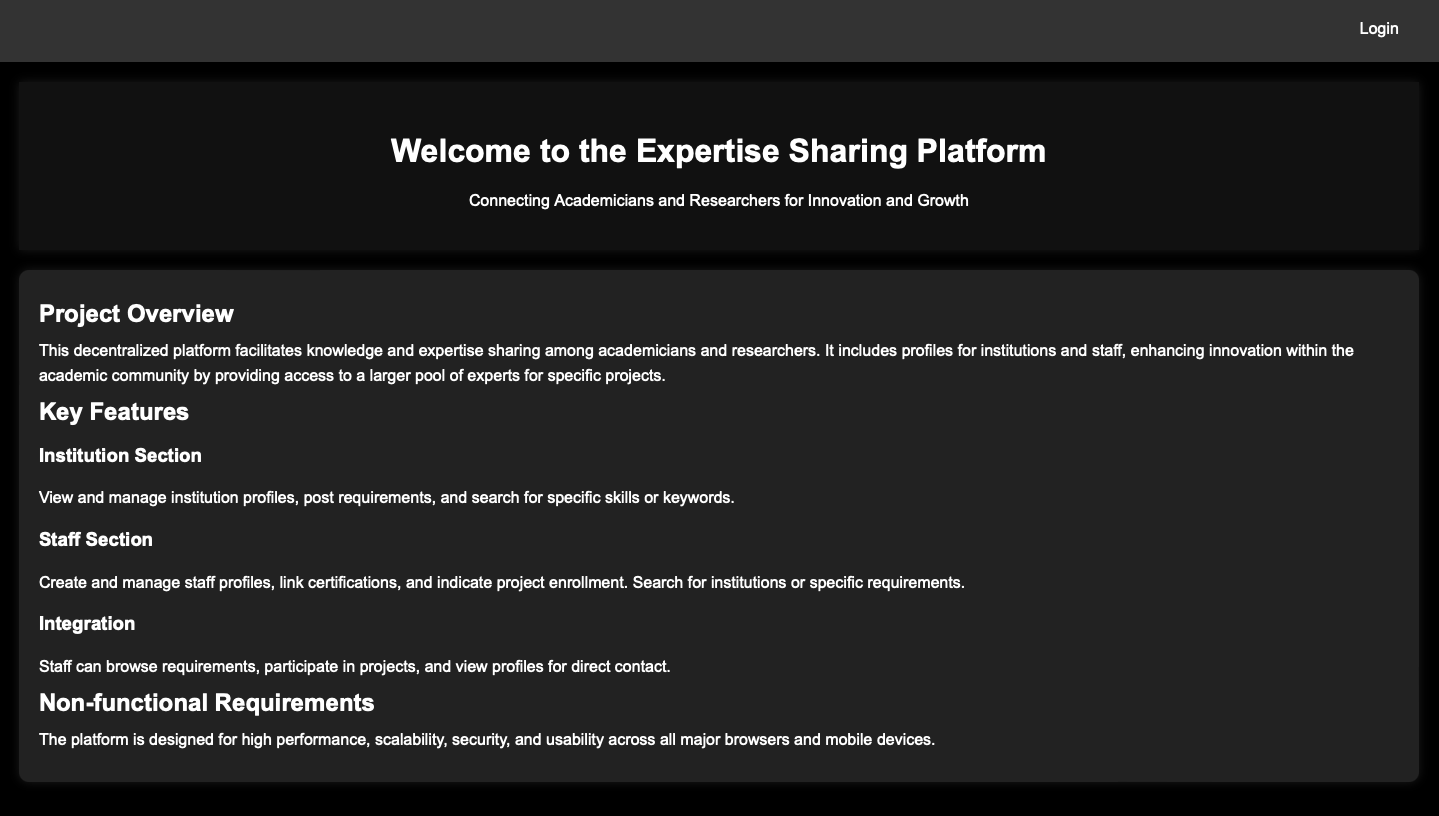 Login
Welcome to the Expertise Sharing Platform
Connecting Academicians and Researchers for Innovation and Growth
Project Overview
This decentralized platform facilitates knowledge and expertise sharing among academicians and researchers. It includes profiles for institutions and staff, enhancing innovation within the
academic community by providing access to a larger pool of experts for specific projects.
Key Features
Institution Section
View and manage institution profiles, post requirements, and search for specific skills or keywords.
Staff Section
Create and manage staff profiles, link certifications, and indicate project enrollment. Search for institutions or specific requirements.
Integration
Staff can browse requirements, participate in projects, and view profiles for direct contact.
Non-functional Requirements
The platform is designed for high performance, scalability, security, and usability across all major browsers and mobile devices.